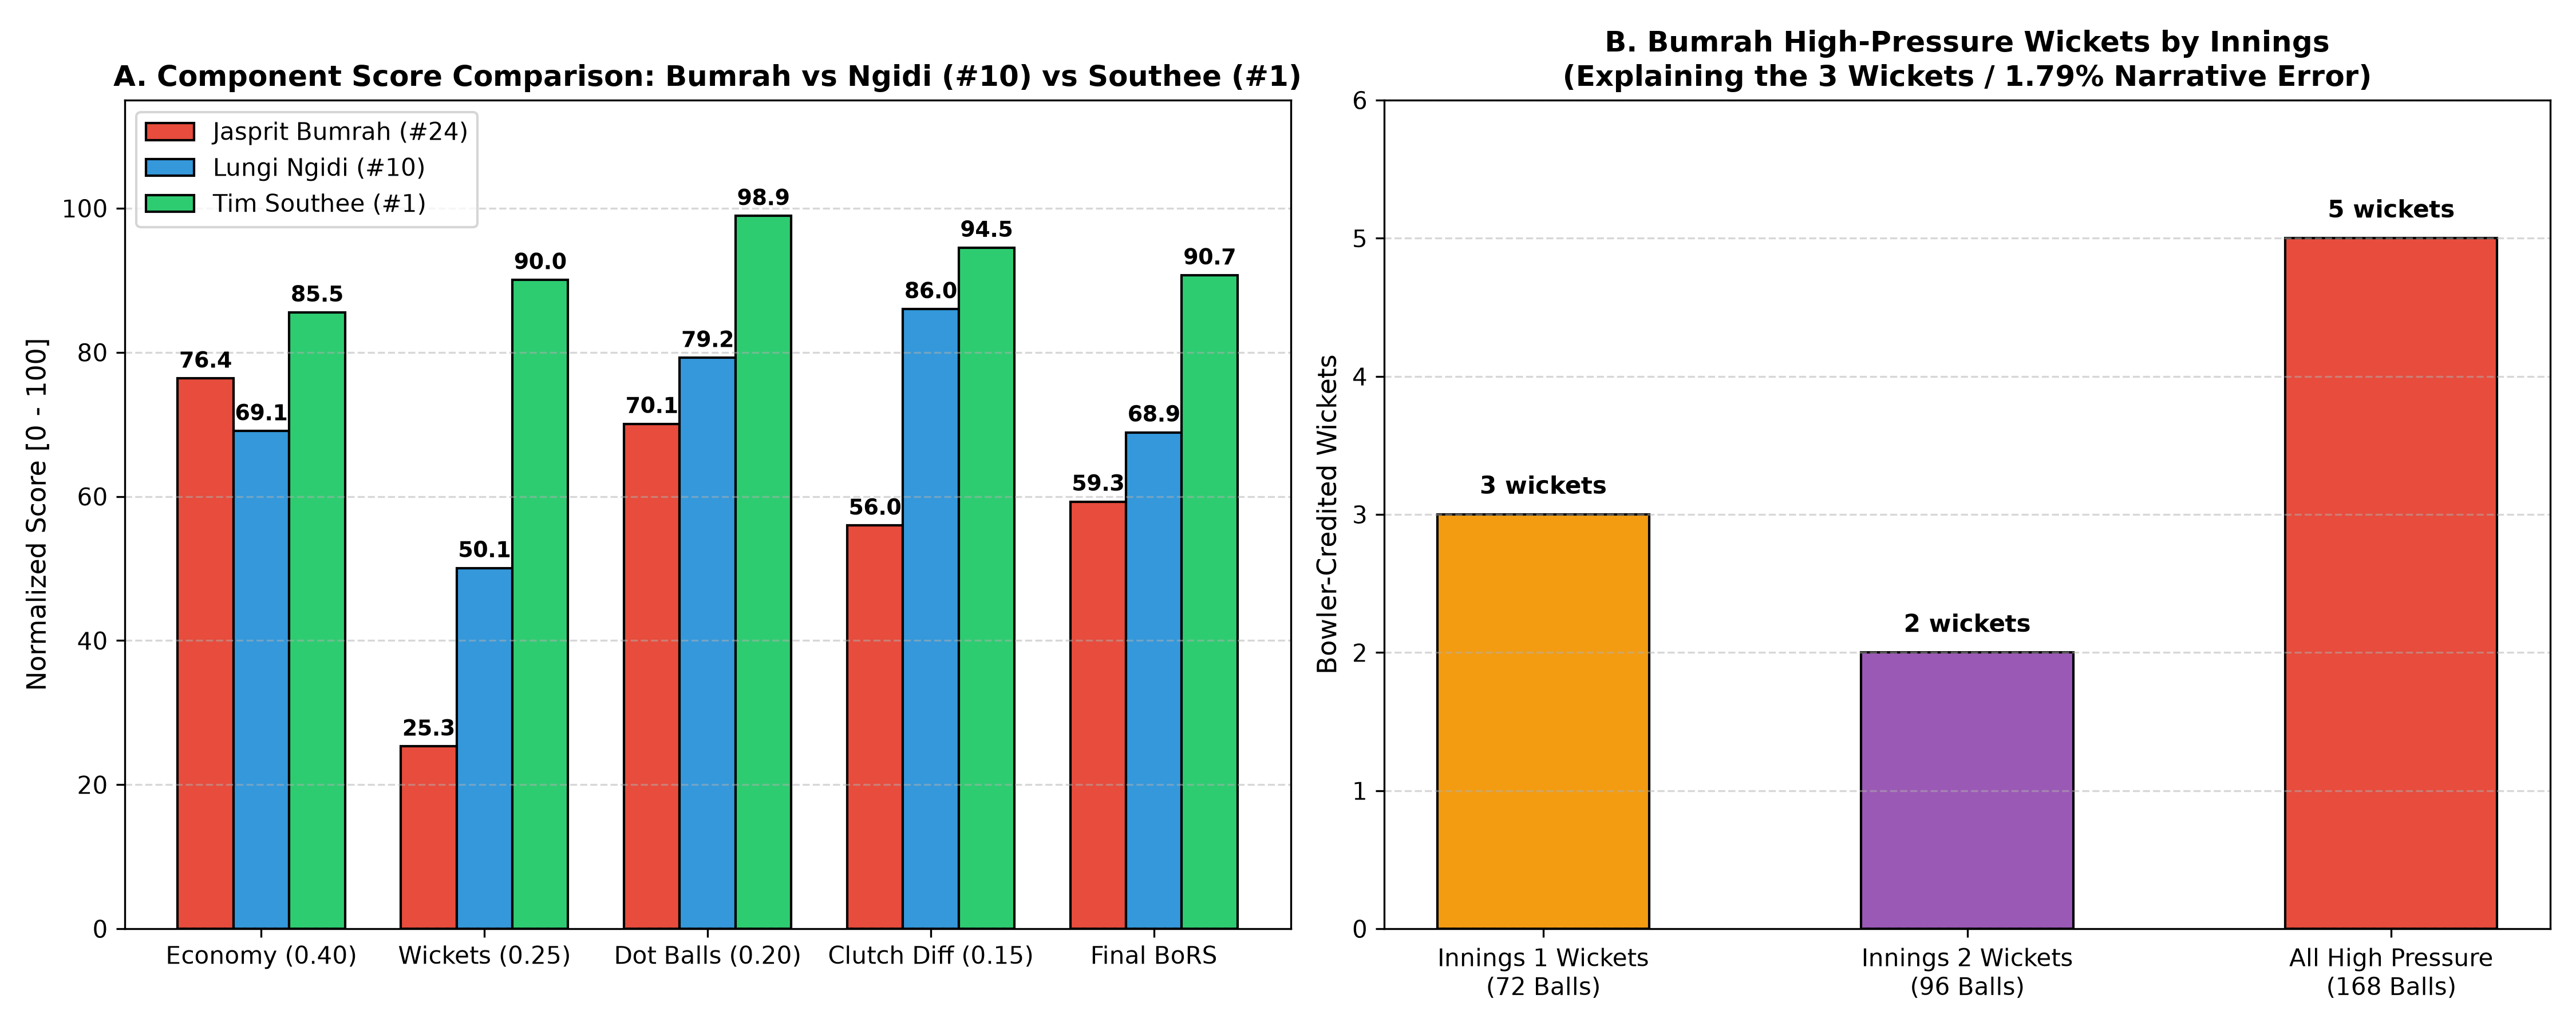 A. Component Score Comparison: Bumrah vs Ngidi (#10) vs Southee (#1)
Jasprit Bumrah (#24)
Lungi Ngidi (#10)
Tim Southee (#1)
Normalized Score [0 - 100]
100
80
60
40
20
0
76.4
69.1
85.5
25.3
50.1
90.0
70.1
79.2
98.9
56.0
86.0
94.5
59.3
68.9
90.7
Economy (0.40)
Wickets (0.25)
Dot Balls (0.20)
Clutch Diff (0.15)
Final BoRS
B. Bumrah High-Pressure Wickets by Innings
(Explaining the 3 Wickets / 1.79% Narrative Error)
Bowler-Credited Wickets
6
5
4
3
2
1
0
3 wickets
2 wickets
5 wickets
Innings 1 Wickets
(72 Balls)
Innings 2 Wickets
(96 Balls)
All High Pressure
(168 Balls)